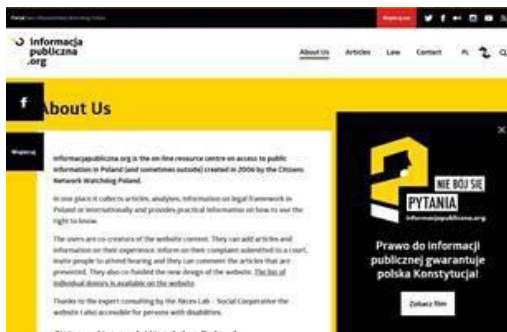 Portal Sieci Obywatelskiej Watchdog Polska
Wspieraj nas
informacja
publiczna
.org
About Us
Articles
Law
Contact
PL
About Us
Wspieraj
informacjapubliczna.org is the on-line resource centre on access to public
information in Poland (and sometimes outside) created in 2006 by the Citizens
Network Watchdog Poland.
In one place it collects articles, analyses, information on legal framework in
Poland or internationally and provides practical information on how to use the
right to know.
The users are co-creators of the website content. They can add articles and
information on their experience, inform on their complaint submitted to a court,
invite people to attend hearing and they can comment the articles that are
presented. They also co-funded the new design of the website. The list of
individual donors is available on the website
Thanks to the expert consulting by the Lab - Social Cooperative the
website i also accessible for persons with disabilities.
NIE BÓJ SIĘ
PYTANIA
informacjapubliczna.org
Prawo do informacji
publicznej gwarantuje
polska Konstytucja!
Zobacz film